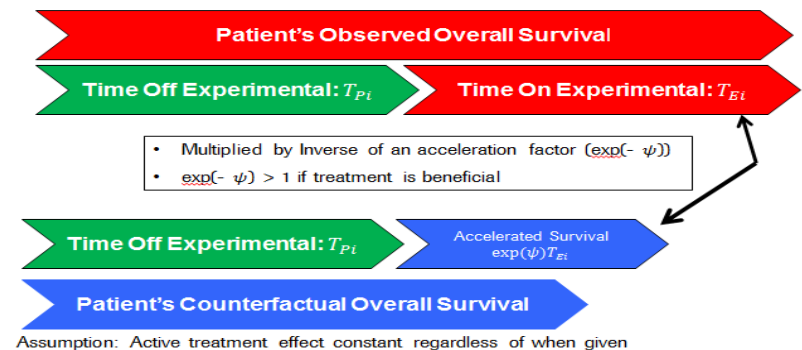 Patient's Observed Overall Survival
Time Off Experimental: T_Pi
Time On Experimental: T_Ei
• Multiplied by Inverse of an acceleration factor (exp(- ψ))
• exp(- ψ) > 1 if treatment is beneficial
Time Off Experimental: T_Pi
Accelerated Survival
exp(ψ)T_Ei
Patient's Counterfactual Overall Survival
Assumption: Active treatment effect constant regardless of when given